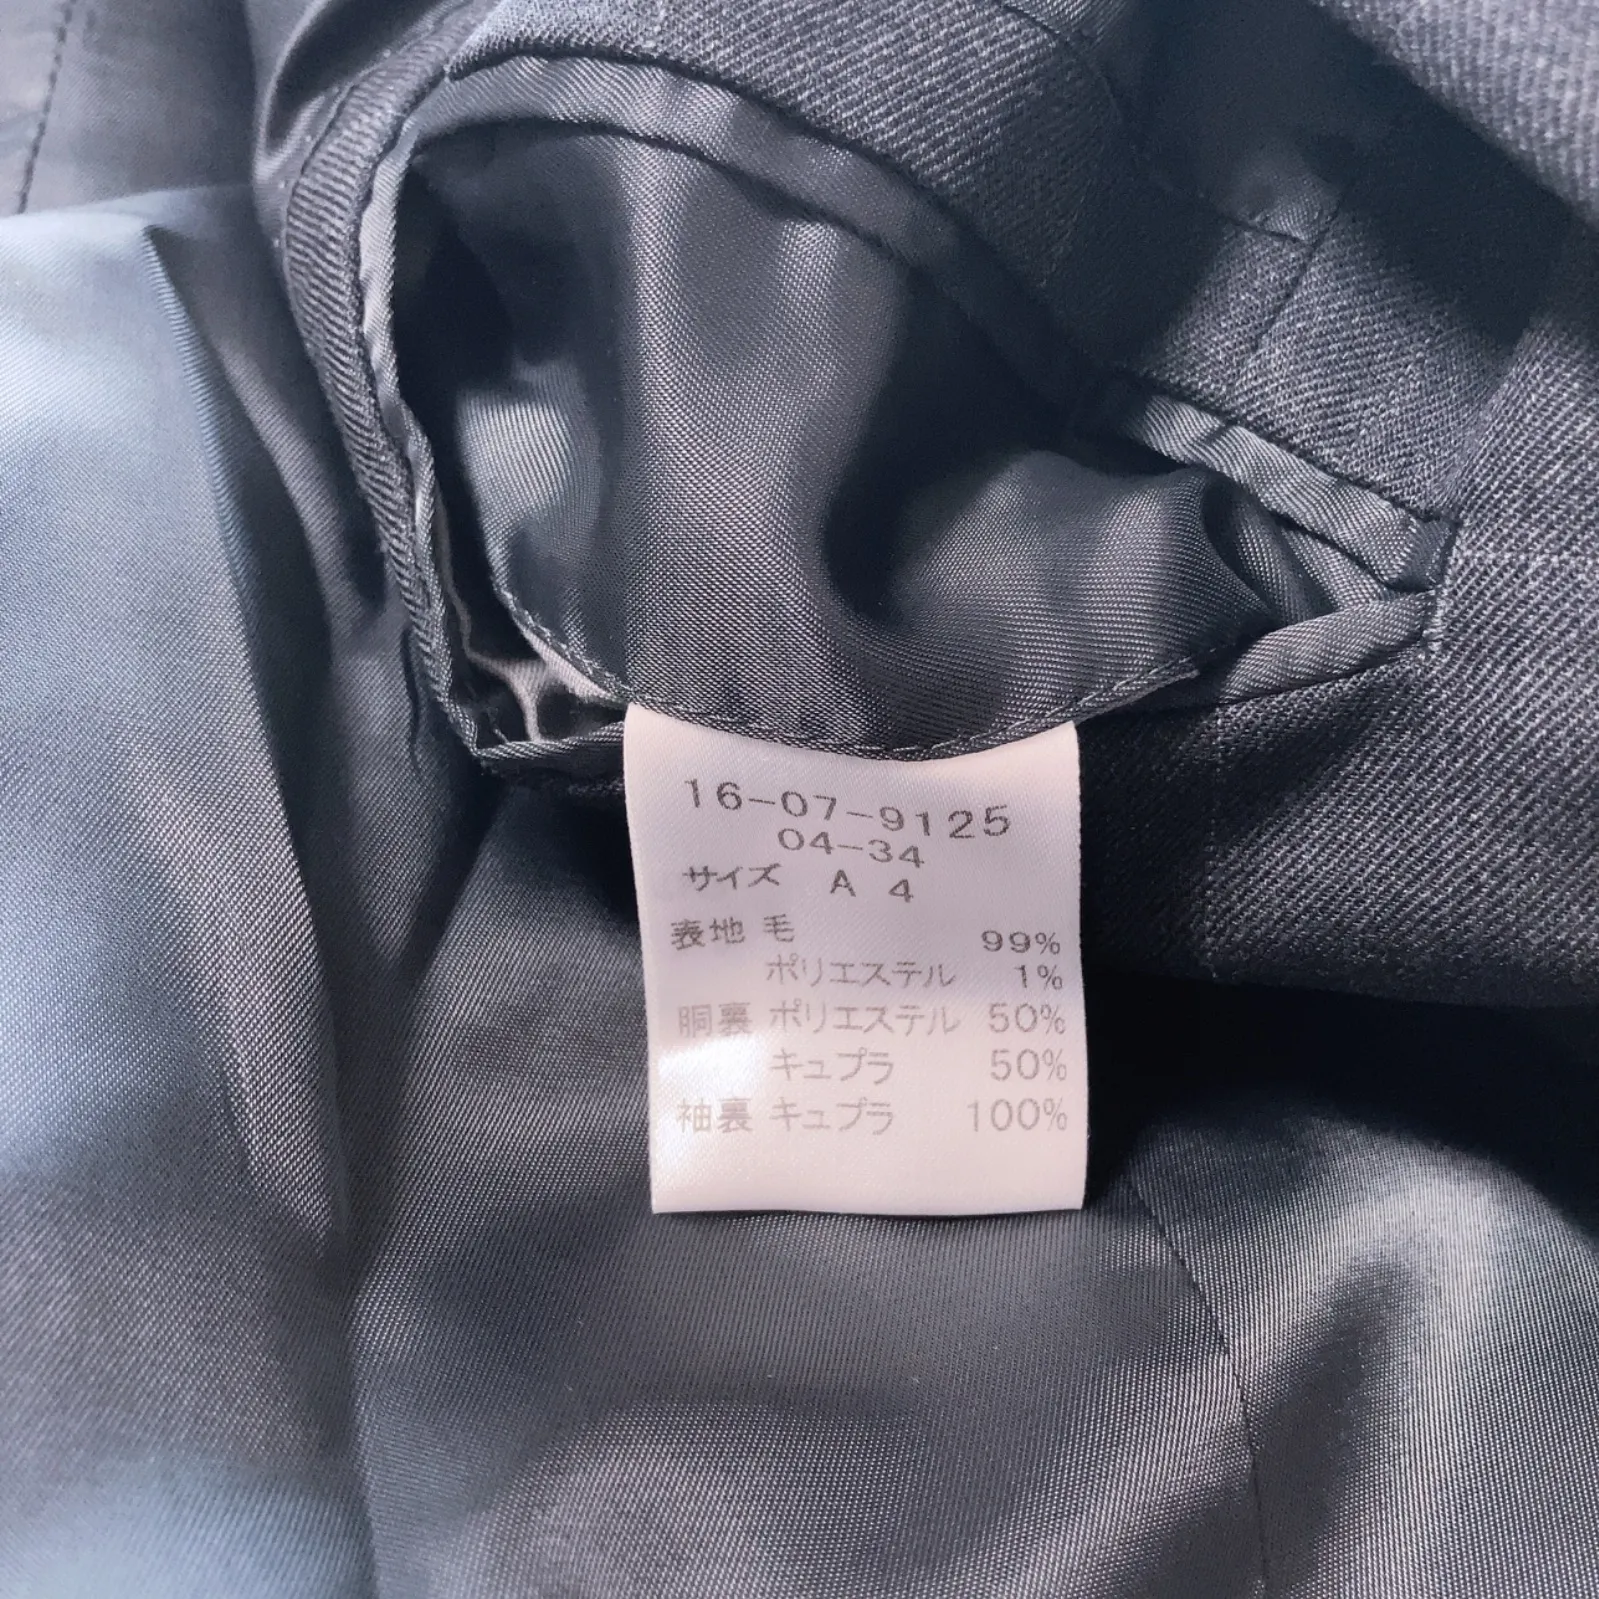 16-07-9125
04-34
サイズ A 4
表地 毛 99%
ポリエステル 1%
胴裏 ポリエステル 50%
キュプラ 50%
袖裏 キュプラ 100%